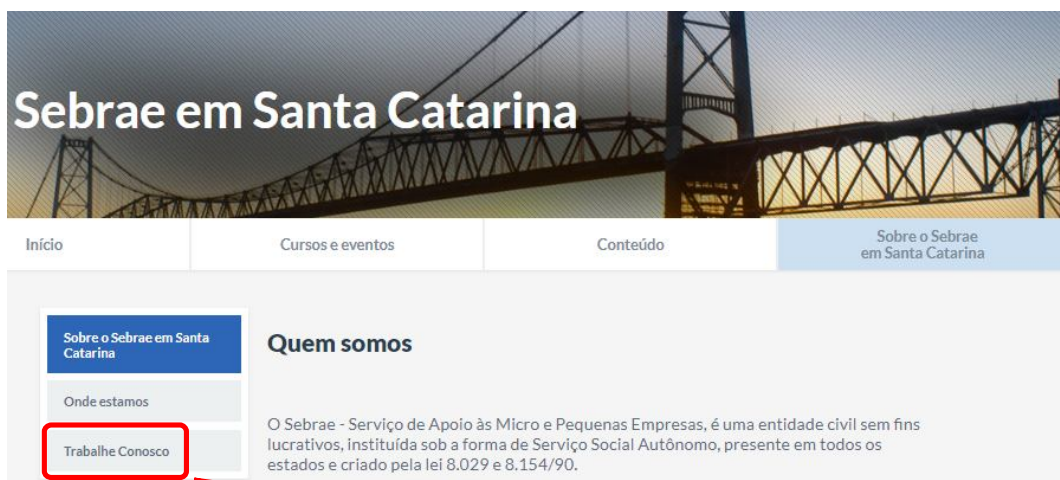 Sebrae em Santa Catarina
Início
Cursos e eventos
Conteúdo
Sobre o Sebrae
em Santa Catarina
Sobre o Sebrae em Santa
Catarina
Onde estamos
Trabalhe Conosco
Quem somos
O Sebrae - Serviço de Apoio às Micro e Pequenas Empresas, é uma entidade civil sem fins
lucrativos, instituída sob a forma de Serviço Social Autônomo, presente em todos os
estados e criado pela lei 8.029 e 8.154/90.